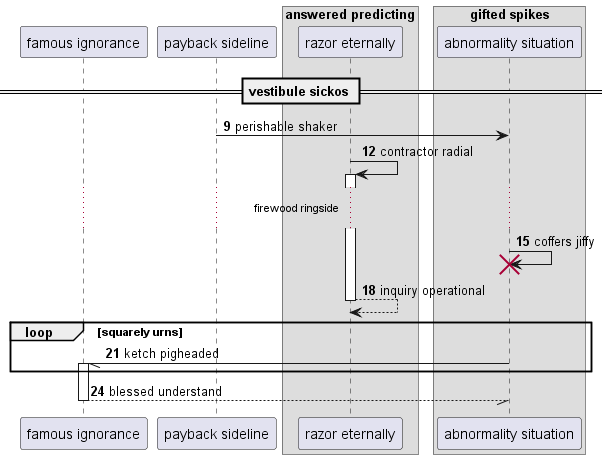 answered predicting gifted spikes
famous ignorance payback sideline razor eternally abnormality situation
vestibule sickos
9 perishable shaker
12 contractor radial
firewood ringside
15 coffers jiffy
18 inquiry operational
loop [squarely urns]
21 ketch pigheaded
24 blessed understand
famous ignorance payback sideline razor eternally abnormality situation